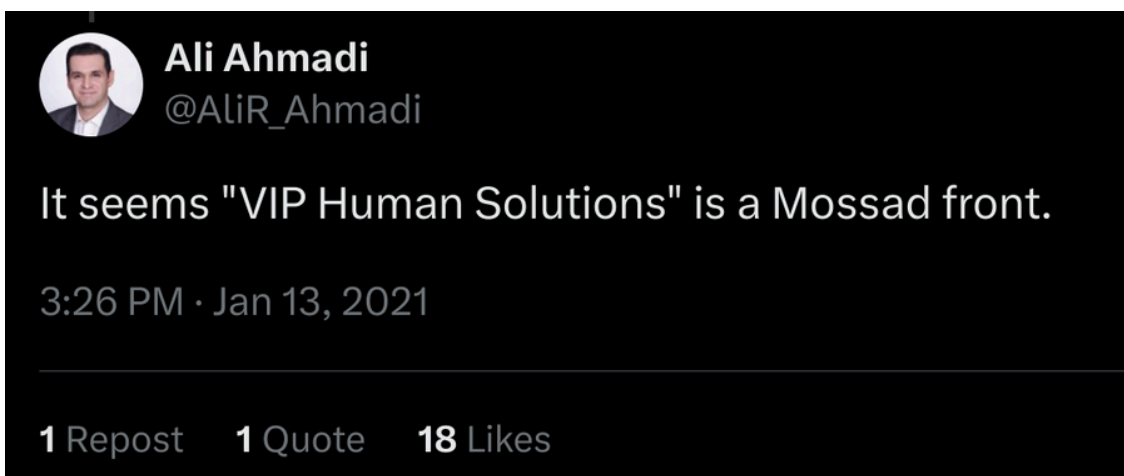 Ali Ahmadi
@AliR_Ahmadi
It seems "VIP Human Solutions" is a Mossad front.
3:26 PM · Jan 13, 2021
1 Repost 1 Quote 18 Likes